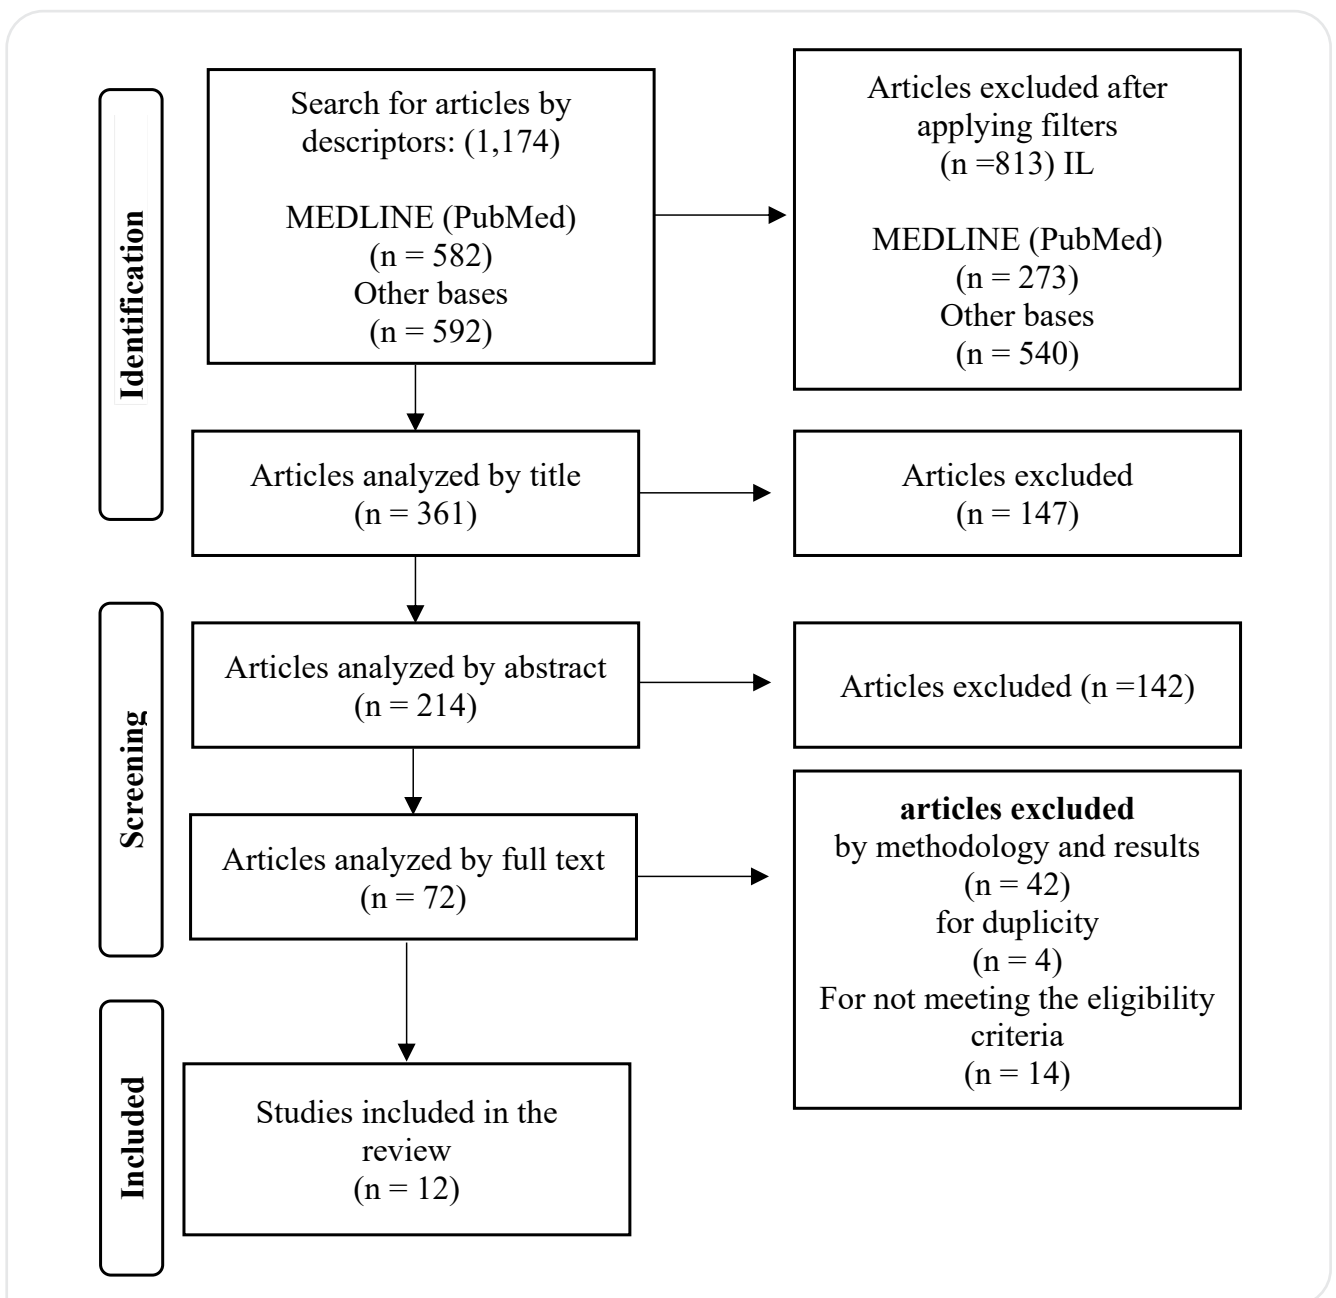 Identification
Search for articles by
descriptors: (1,174)
MEDLINE (PubMed)
(n = 582)
Other bases
(n = 592)
Articles excluded after
applying filters
(n =813) IL
MEDLINE (PubMed)
(n = 273)
Other bases
(n = 540)
Articles analyzed by title
(n = 361)
Articles excluded
(n = 147)
Screening
Articles analyzed by abstract
(n = 214)
Articles excluded (n =142)
Articles analyzed by full text
(n = 72)
articles excluded
by methodology and results
(n = 42)
for duplicity
(n = 4)
For not meeting the eligibility
criteria
(n = 14)
Included
Studies included in the
review
(n = 12)